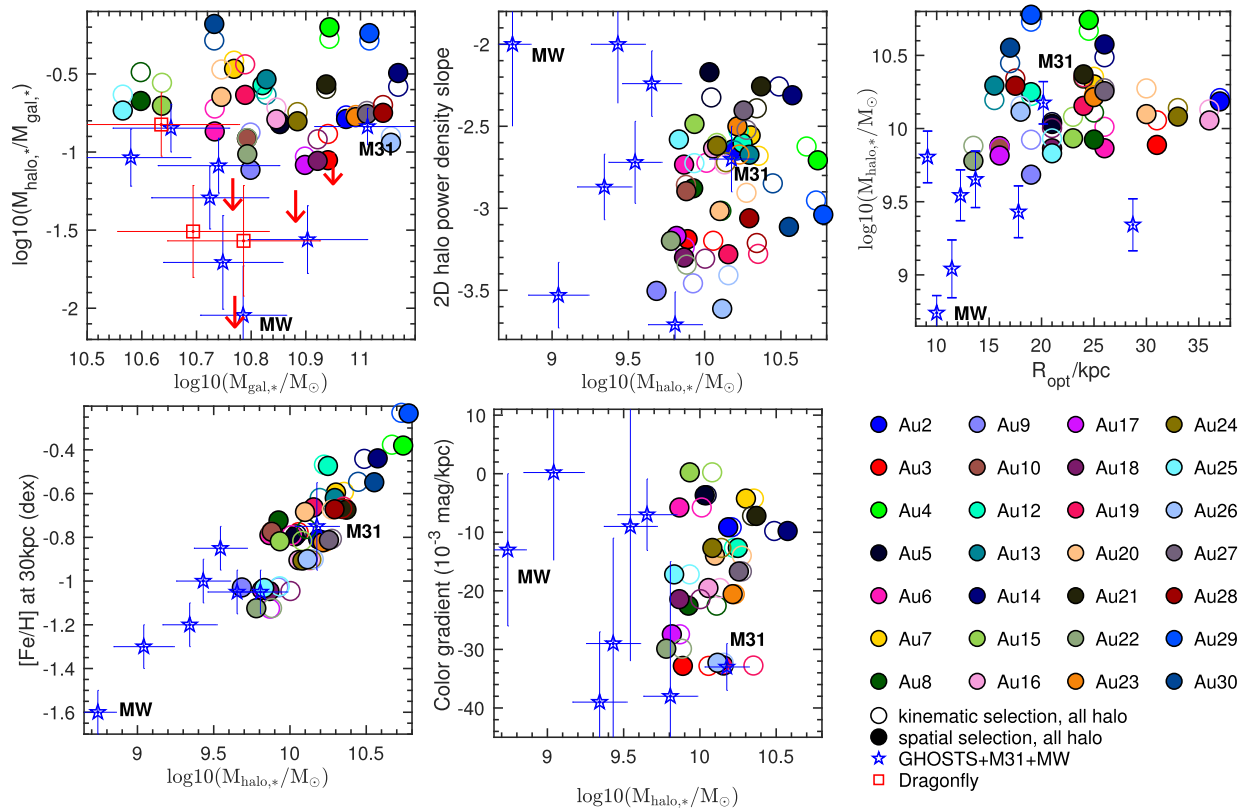 log10(M_halo,*/M_gal,*)
0
-0.5
-1
-1.5
-2
M31
MW
10.5 10.6 10.7 10.8 10.9 11
log10(M_gal,*/M_⊙)
2D halo power density slope
-2
-2.5
-3
-3.5
MW
M31
9 9.5 10 10.5
log10(M_halo,*/M_⊙)
log10(M_halo,*/M_⊙)
10.5
10
9.5
9
M31
MW
10 15 20 25 30 35
R_opt/kpc
[Fe/H] at 30kpc (dex)
-0.4
-0.6
-0.8
-1
-1.2
-1.4
-1.6
M31
MW
9 9.5 10 10.5
log10(M_halo,*/M_⊙)
Color gradient (10^-3 mag/kpc)
10
0
-10
-20
-30
-40
MW
M31
9 9.5 10 10.5
log10(M_halo,*/M_⊙)
Au2 Au9 Au17 Au24
Au3 Au10 Au18 Au25
Au4 Au12 Au19 Au26
Au5 Au13 Au20 Au27
Au6 Au14 Au21 Au28
Au7 Au15 Au22 Au29
Au8 Au16 Au23 Au30
kinematic selection, all halo
spatial selection, all halo
GHOSTS+M31+MW
Dragonfly